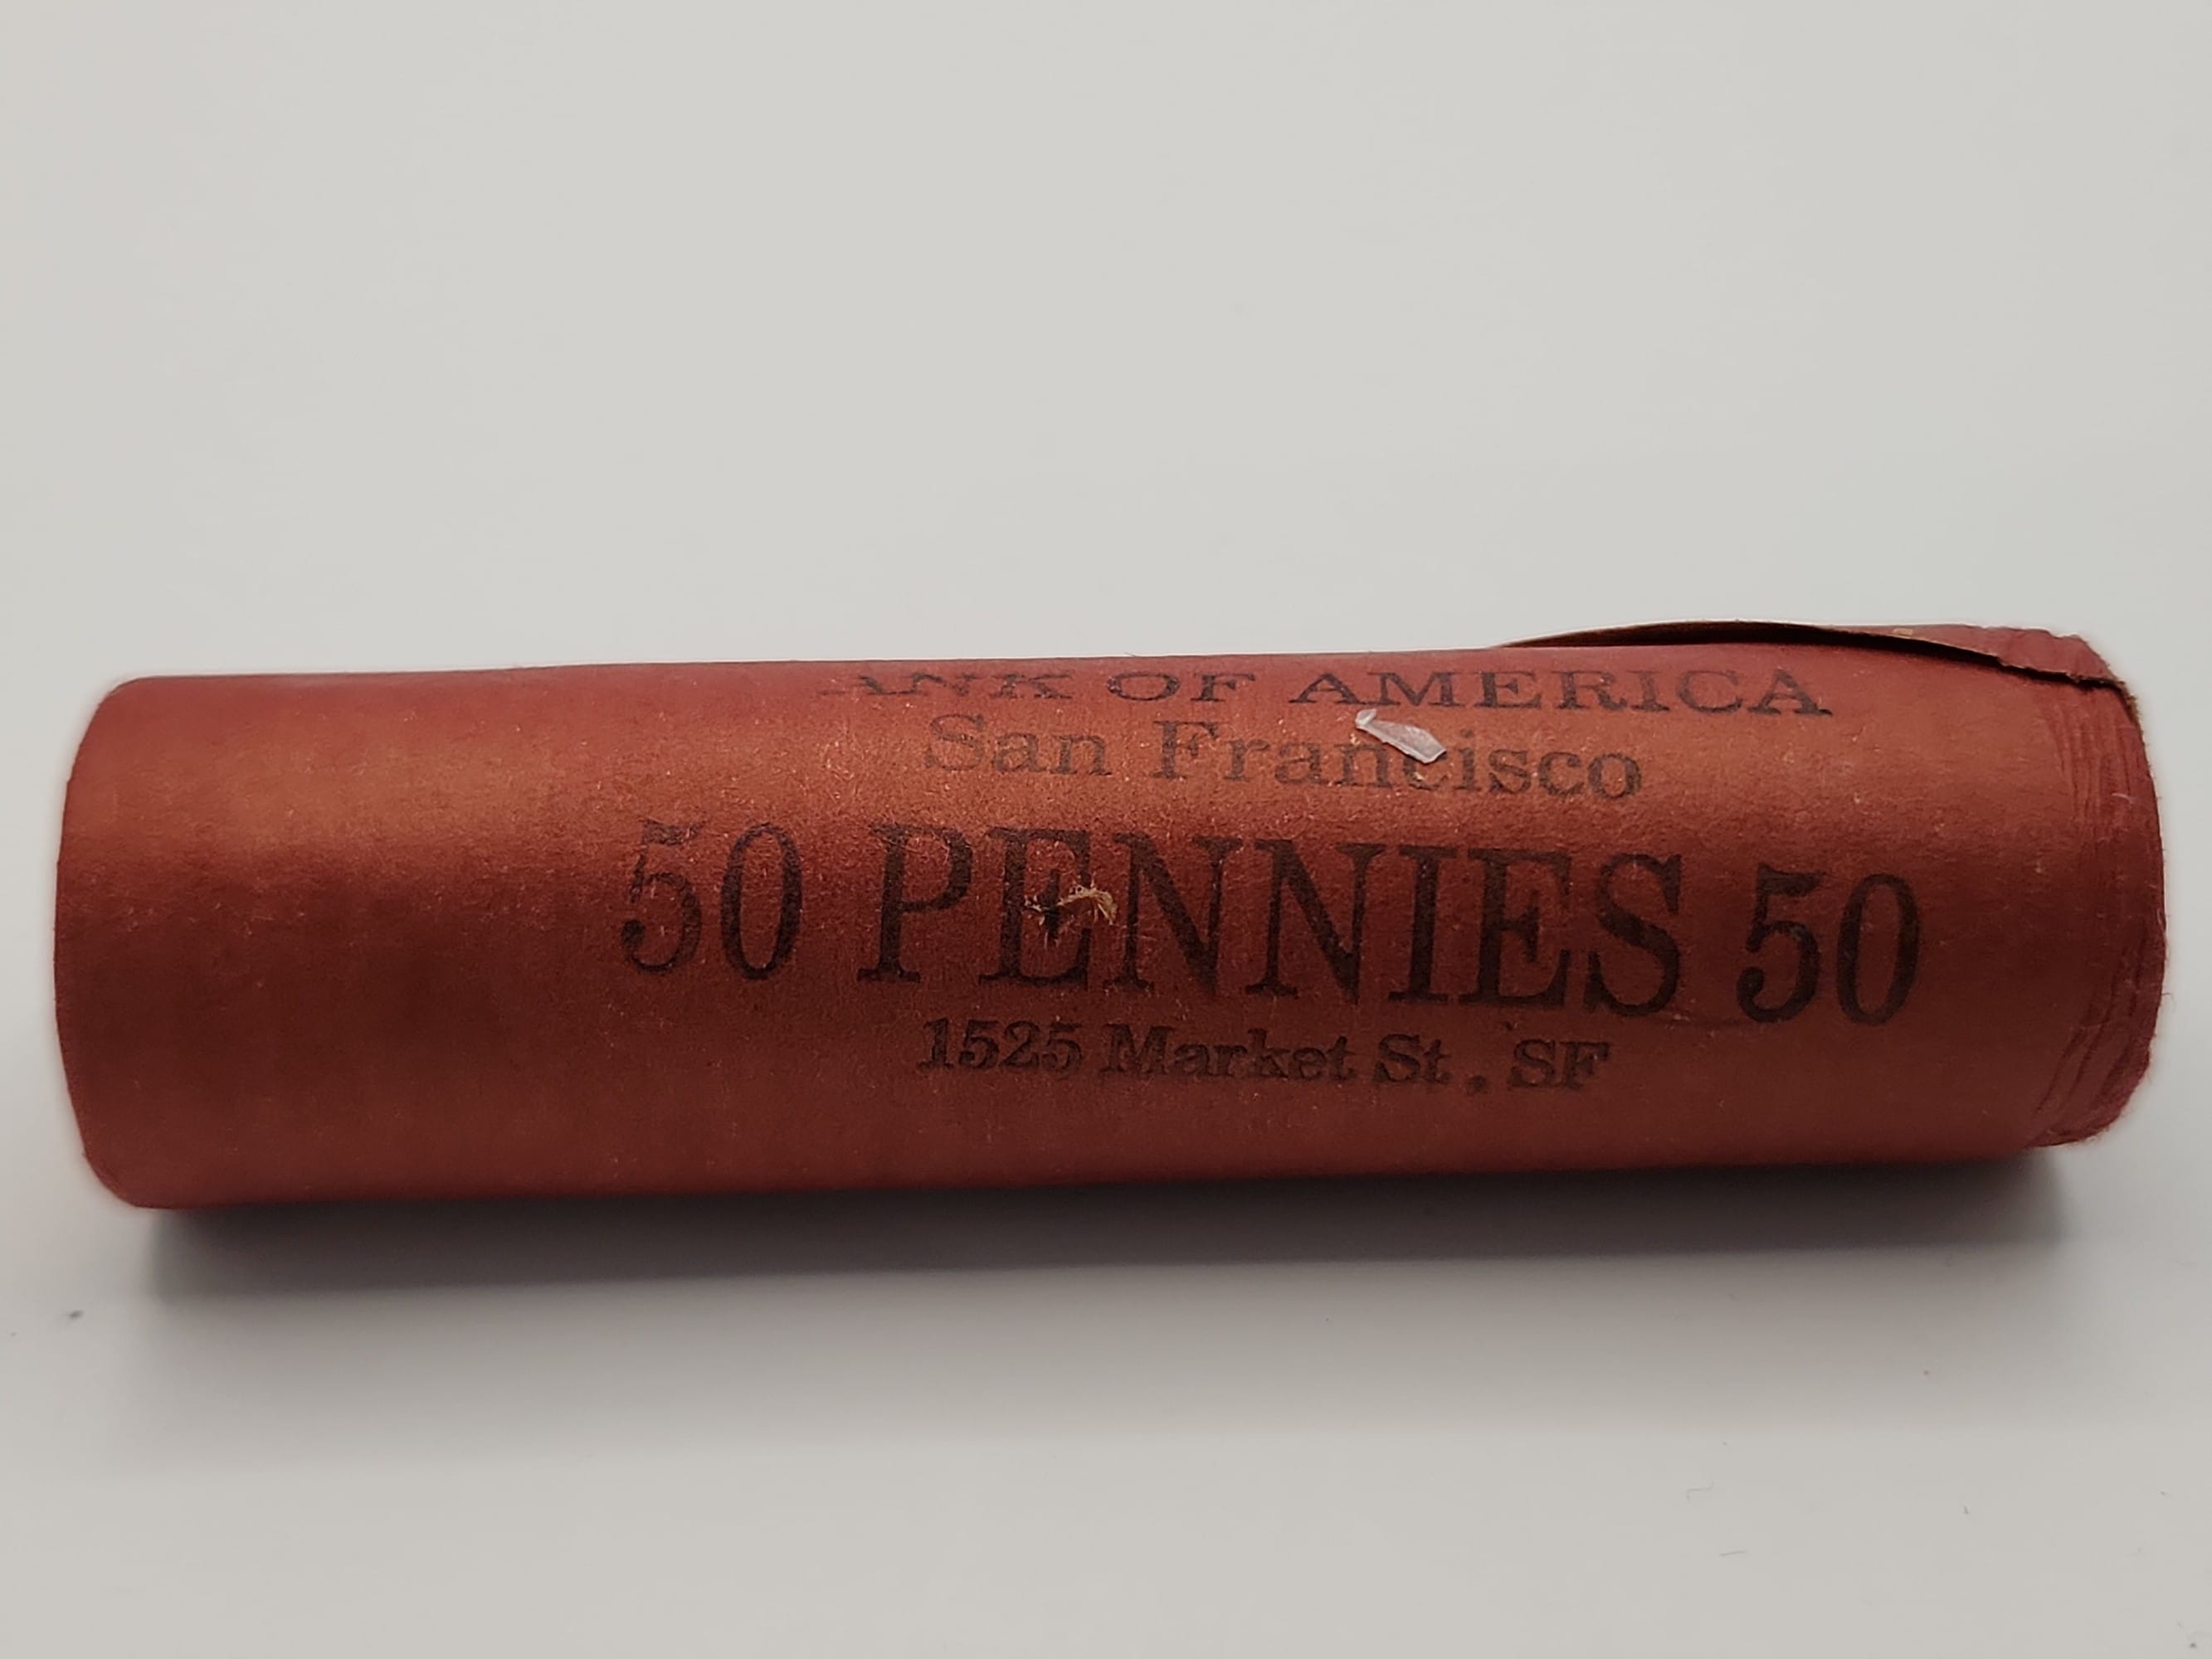 ANK OF AMERICA
San Francisco
50 PENNIES 50
1525 Market St., SF